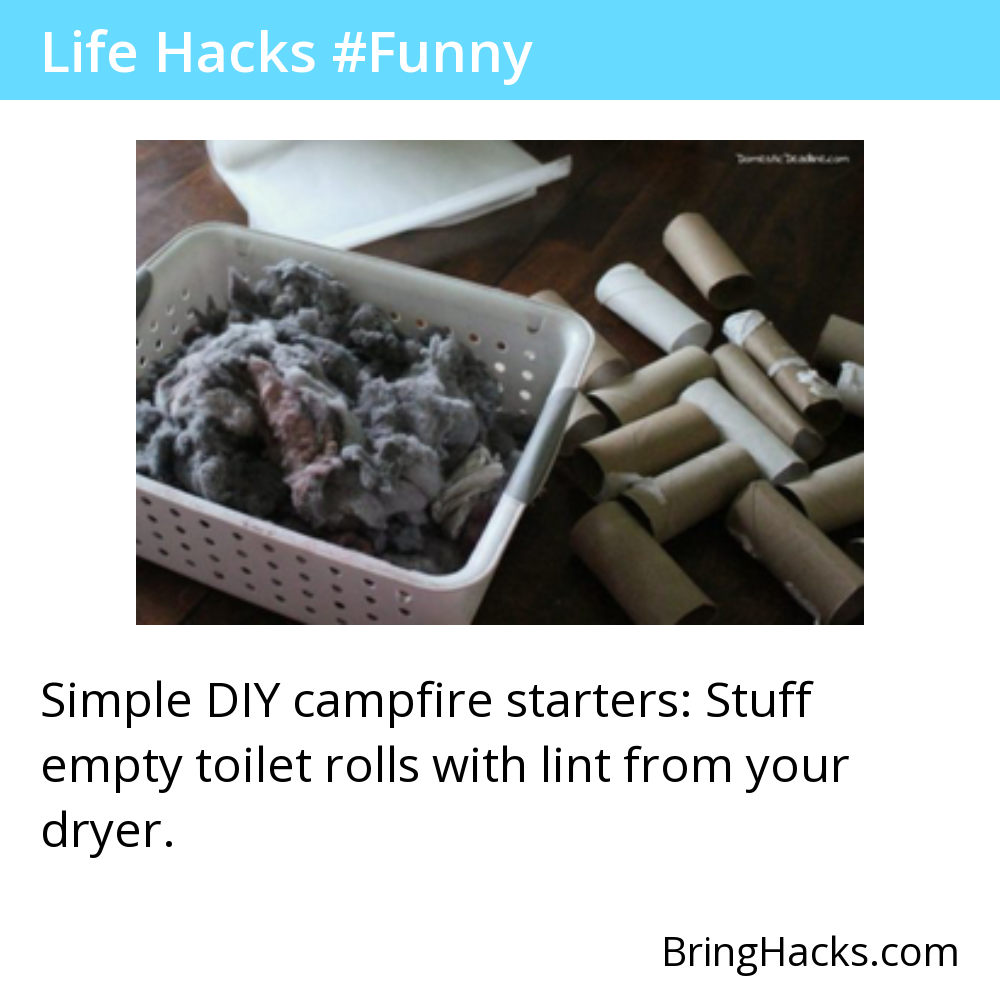 Life Hacks #Funny
DomesticDeadline.com
Simple DIY campfire starters: Stuff
empty toilet rolls with lint from your
dryer.
BringHacks.com